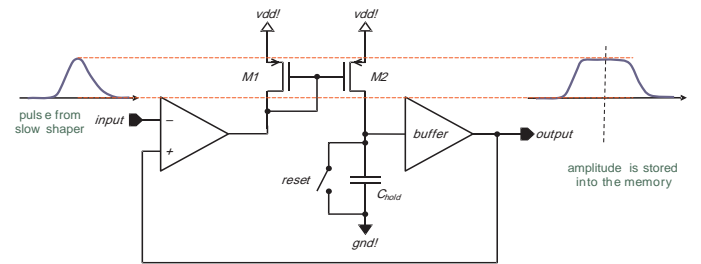 vdd!
vdd!
M1
M2
pulse from
slow shaper
input
−
+
buffer
output
reset
Chold
gnd!
amplitude is stored
into the memory